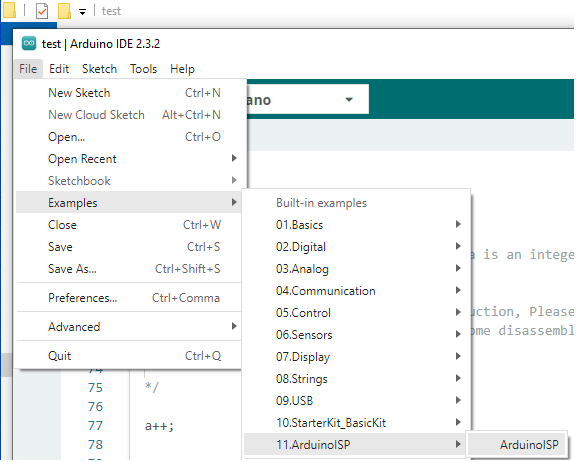 test
test | Arduino IDE 2.3.2
File Edit Sketch Tools Help
New Sketch Ctrl+N
New Cloud Sketch Alt+Ctrl+N
Open... Ctrl+O
Open Recent
Sketchbook
Examples
Close Ctrl+W
Save Ctrl+S
Save As... Ctrl+Shift+S
Preferences... Ctrl+Comma
Advanced
Quit Ctrl+Q
ano
Built-in examples
01.Basics
02.Digital
03.Analog
04.Communication
05.Control
06.Sensors
07.Display
08.Strings
09.USB
10.StarterKit_BasicKit
11.ArduinoISP
ArduinoISP
a is an intege
uction, Please
ome disassembl
74
75 */
76
77 a++;
78